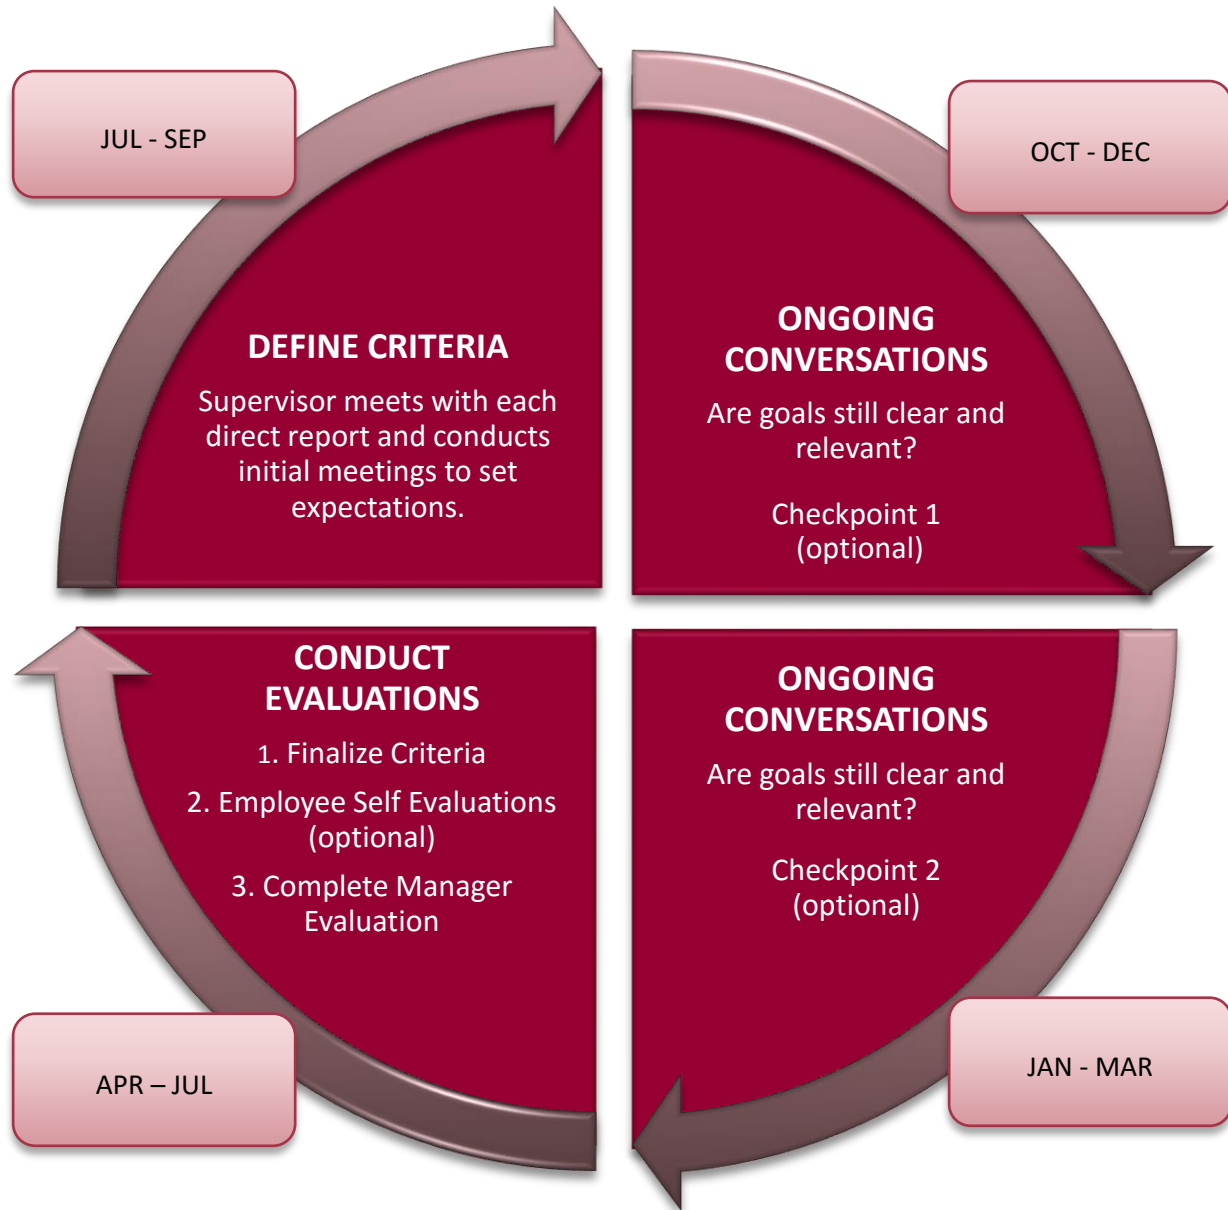 JUL - SEP
DEFINE CRITERIA
Supervisor meets with each
direct report and conducts
initial meetings to set
expectations.
OCT - DEC
ONGOING
CONVERSATIONS
Are goals still clear and
relevant?
Checkpoint 1
(optional)
ONGOING
CONVERSATIONS
Are goals still clear and
relevant?
Checkpoint 2
(optional)
JAN - MAR
CONDUCT
EVALUATIONS
1. Finalize Criteria
2. Employee Self Evaluations
(optional)
3. Complete Manager
Evaluation
APR – JUL